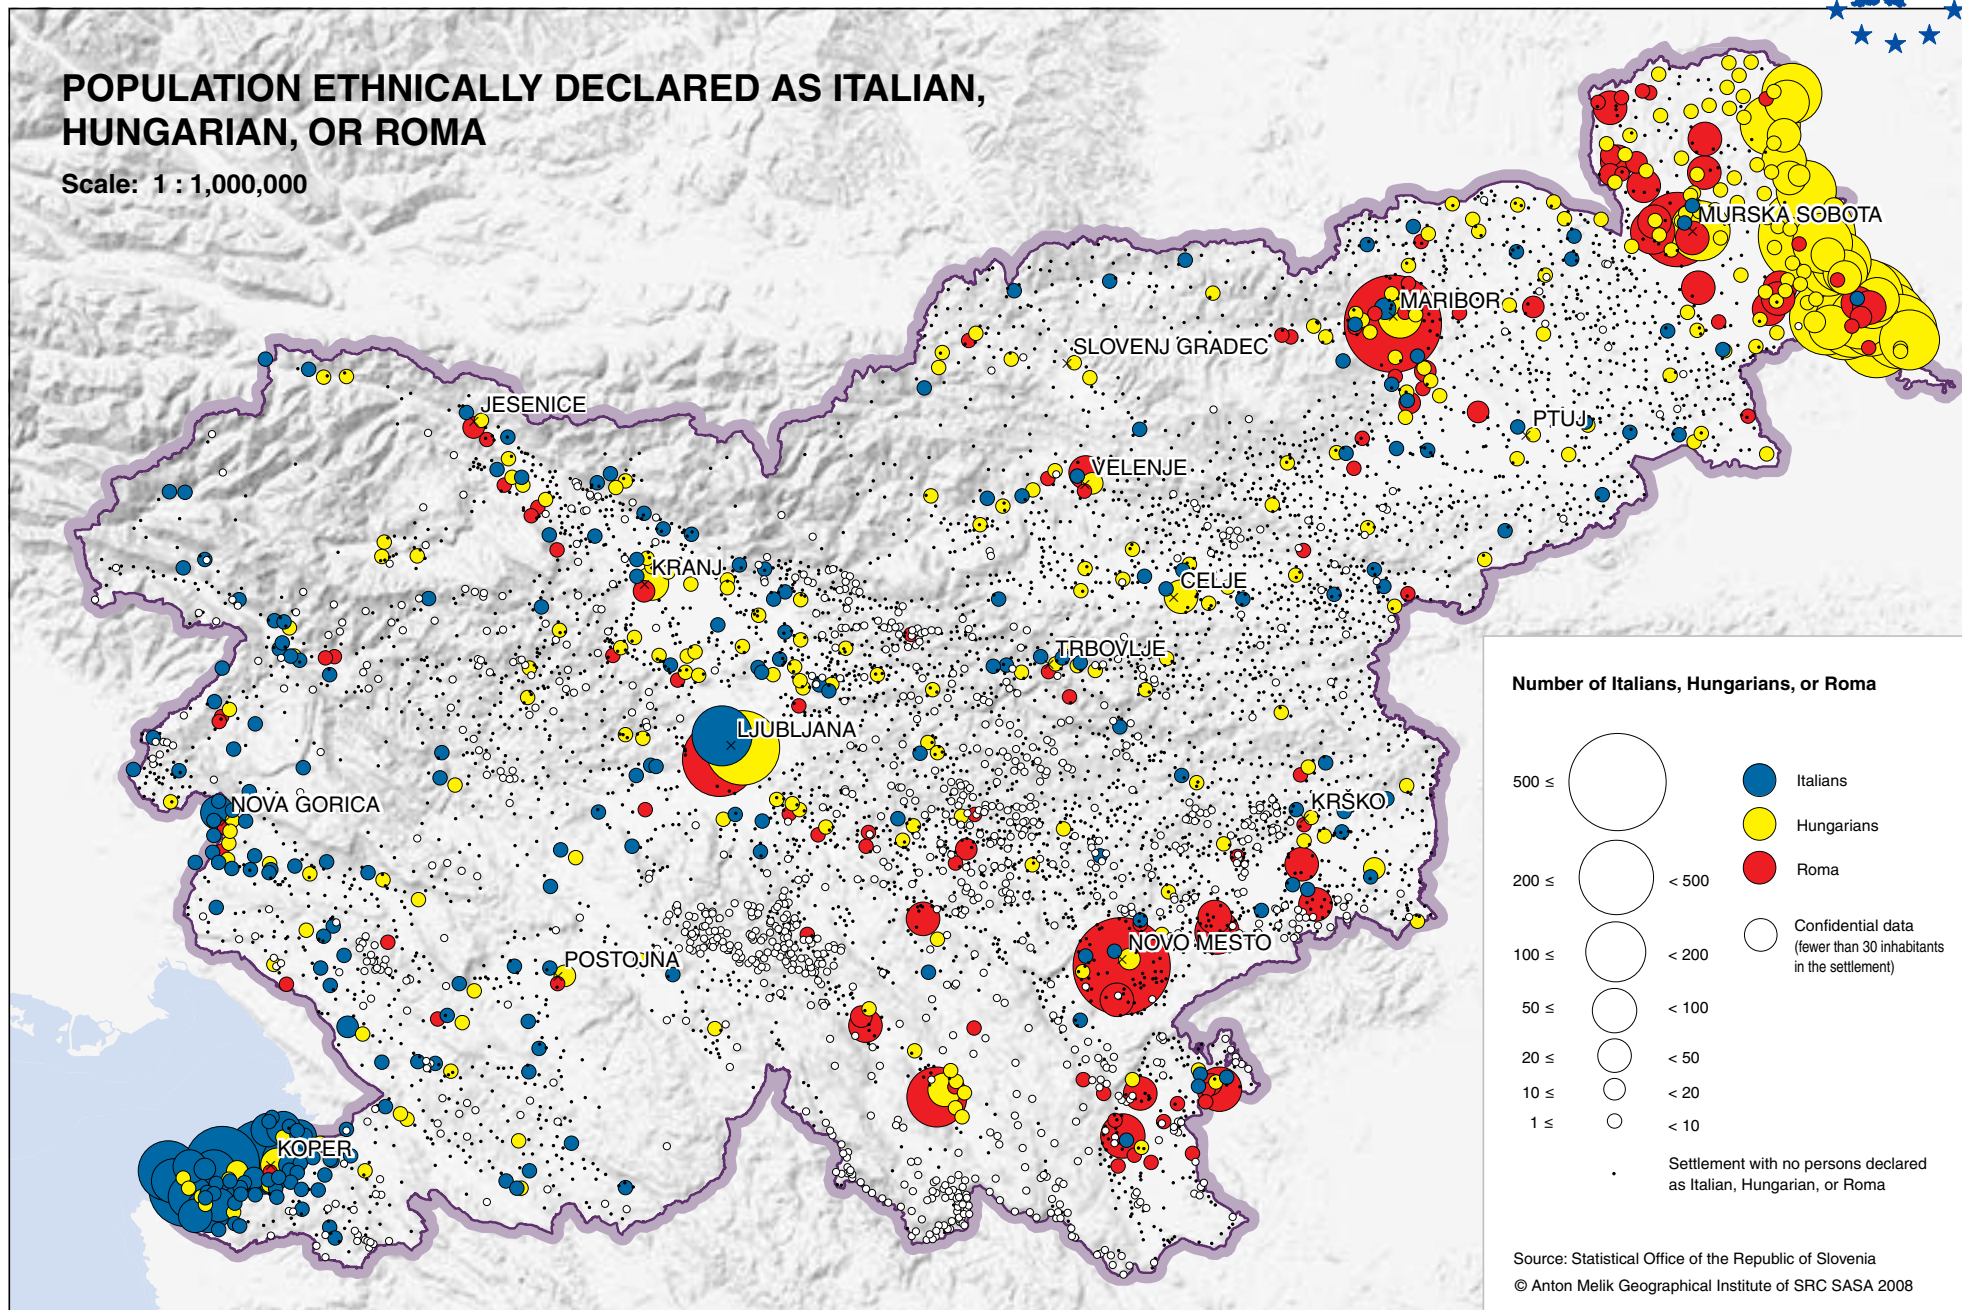 POPULATION ETHNICALLY DECLARED AS ITALIAN,
HUNGARIAN, OR ROMA
Scale: 1 : 1,000,000
MURSKA SOBOTA
MARIBOR
SLOVENJ GRADEC
JESENICE
PTUJ
VELENJE
KRANJ
CELJE
TRBOVLJE
LJUBLJANA
NOVA GORICA
KRŠKO
NOVO MESTO
POSTOJNA
KOPER
Number of Italians, Hungarians, or Roma
500 ≤
200 ≤ < 500
100 ≤ < 200
50 ≤ < 100
20 ≤ < 50
10 ≤ < 20
1 ≤ < 10
Italians
Hungarians
Roma
Confidential data
(fewer than 30 inhabitants
in the settlement)
Settlement with no persons declared
as Italian, Hungarian, or Roma
Source: Statistical Office of the Republic of Slovenia
© Anton Melik Geographical Institute of SRC SASA 2008